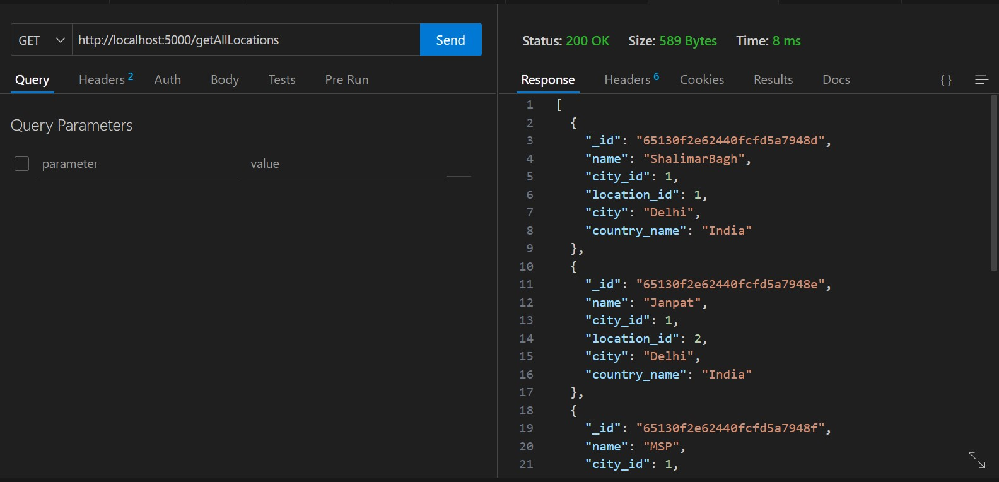 GET http://localhost:5000/getAllLocations Send
Query Headers 2 Auth Body Tests Pre Run
Query Parameters
parameter value
Status: 200 OK Size: 589 Bytes Time: 8 ms
Response Headers 6 Cookies Results Docs { }
1 [
2 {
3 "_id": "65130f2e62440fcfd5a7948d",
4 "name": "ShalimarBagh",
5 "city_id": 1,
6 "location_id": 1,
7 "city": "Delhi",
8 "country_name": "India"
9 },
10 {
11 "_id": "65130f2e62440fcfd5a7948e",
12 "name": "Janpat",
13 "city_id": 1,
14 "location_id": 2,
15 "city": "Delhi",
16 "country_name": "India"
17 },
18 {
19 "_id": "65130f2e62440fcfd5a7948f",
20 "name": "MSP",
21 "city_id": 1,